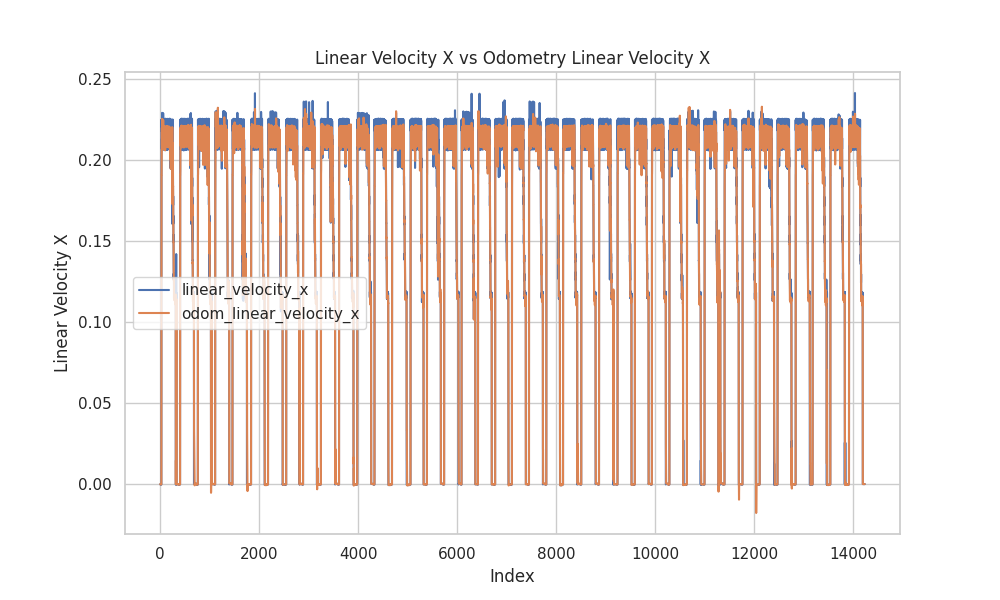 Linear Velocity X vs Odometry Linear Velocity X
Linear Velocity X
0.25
0.20
0.15
0.10
0.05
0.00
linear_velocity_x
odom_linear_velocity_x
0 2000 4000 6000 8000 10000 12000 14000
Index